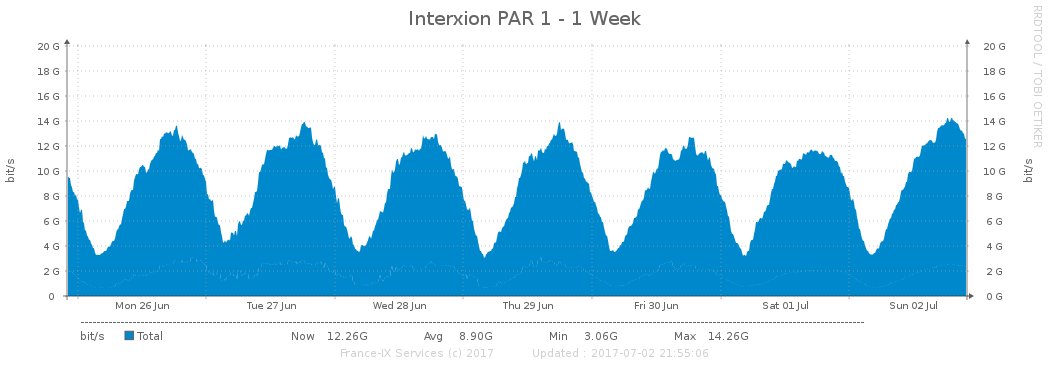 Interxion PAR 1 - 1 Week
RRDTOOL / TOBI OETIKER
bit/s
20 G 20 G
18 G 18 G
16 G 16 G
14 G 14 G
12 G 12 G
10 G 10 G
8 G 8 G
6 G 6 G
4 G 4 G
2 G 2 G
0 0 G
bit/s
Mon 26 Jun Tue 27 Jun Wed 28 Jun Thu 29 Jun Fri 30 Jun Sat 01 Jul Sun 02 Jul
bit/s Total Now 12.26G Avg 8.90G Min 3.06G Max 14.26G
France-IX Services (c) 2017 Updated : 2017-07-02 21:55:06